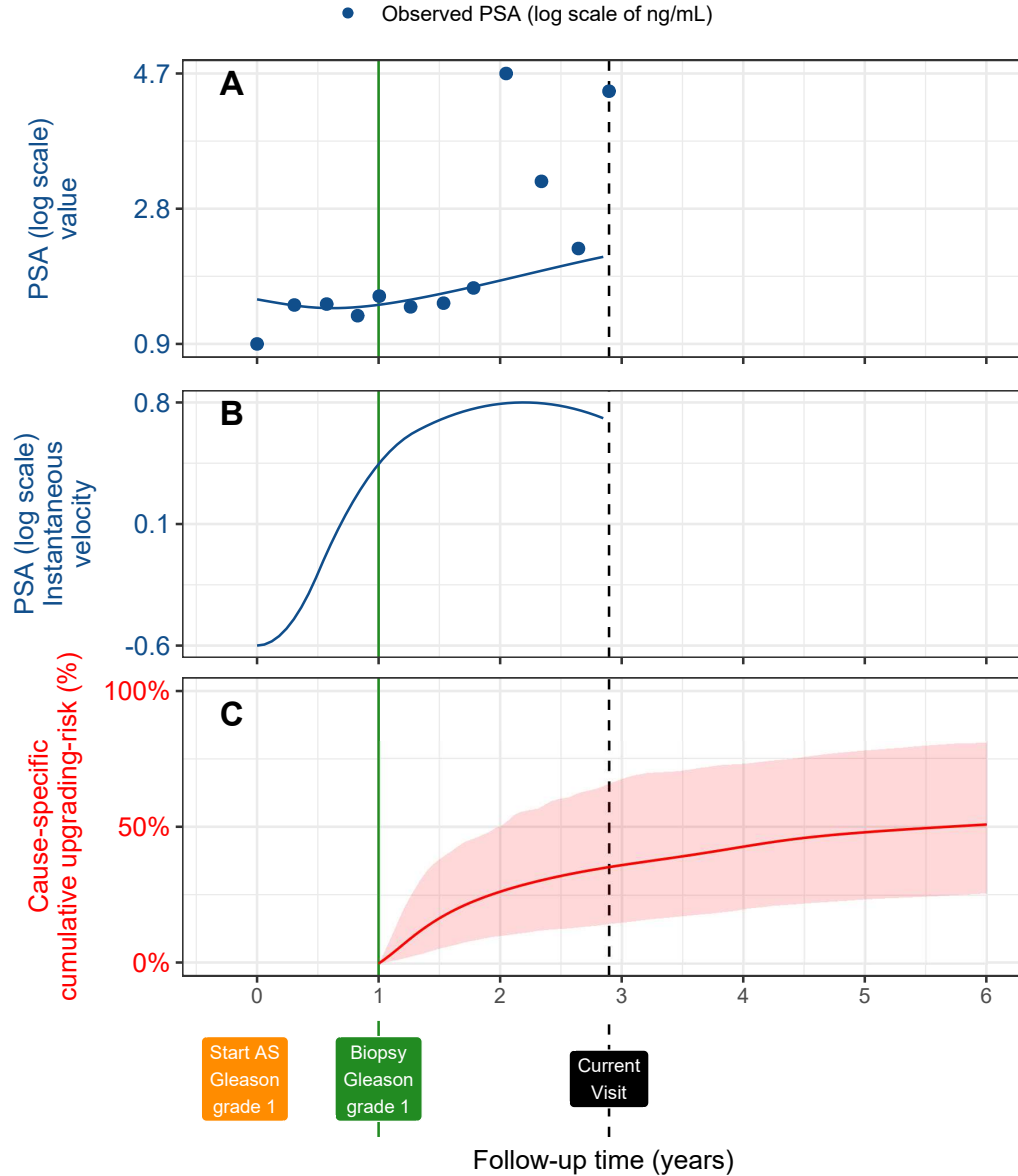 Observed PSA (log scale of ng/mL)
A
PSA (log scale)
value
4.7
2.8
0.9
B
PSA (log scale)
Instantaneous
velocity
0.8
0.1
-0.6
C
Cause-specific
cumulative upgrading-risk (%)
100%
50%
0%
0 1 2 3 4 5 6
Start AS
Gleason
grade 1
Biopsy
Gleason
grade 1
Current
Visit
Follow-up time (years)